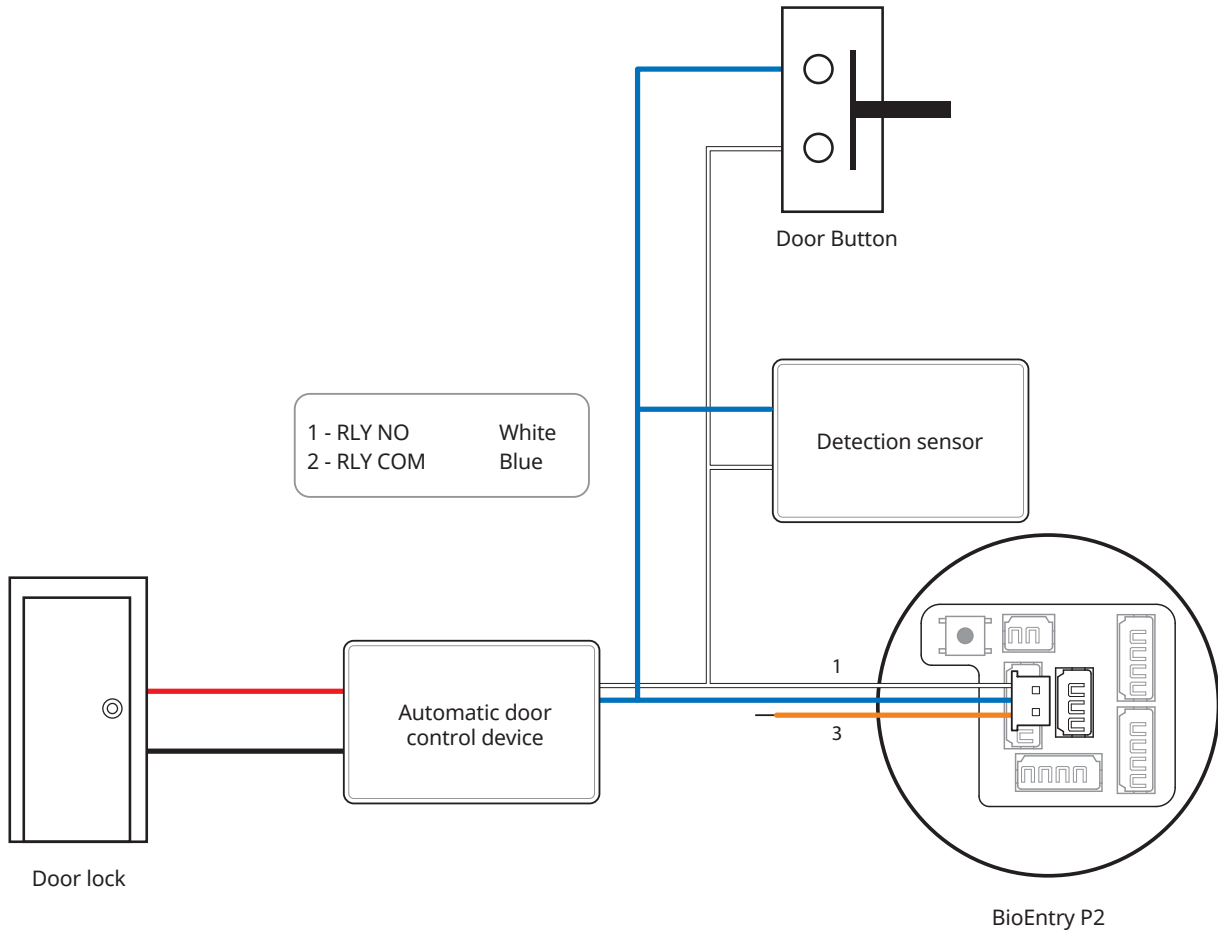 Door Button
1 - RLY NO White
2 - RLY COM Blue
Detection sensor
1
Automatic door
control device
3
Door lock
BioEntry P2